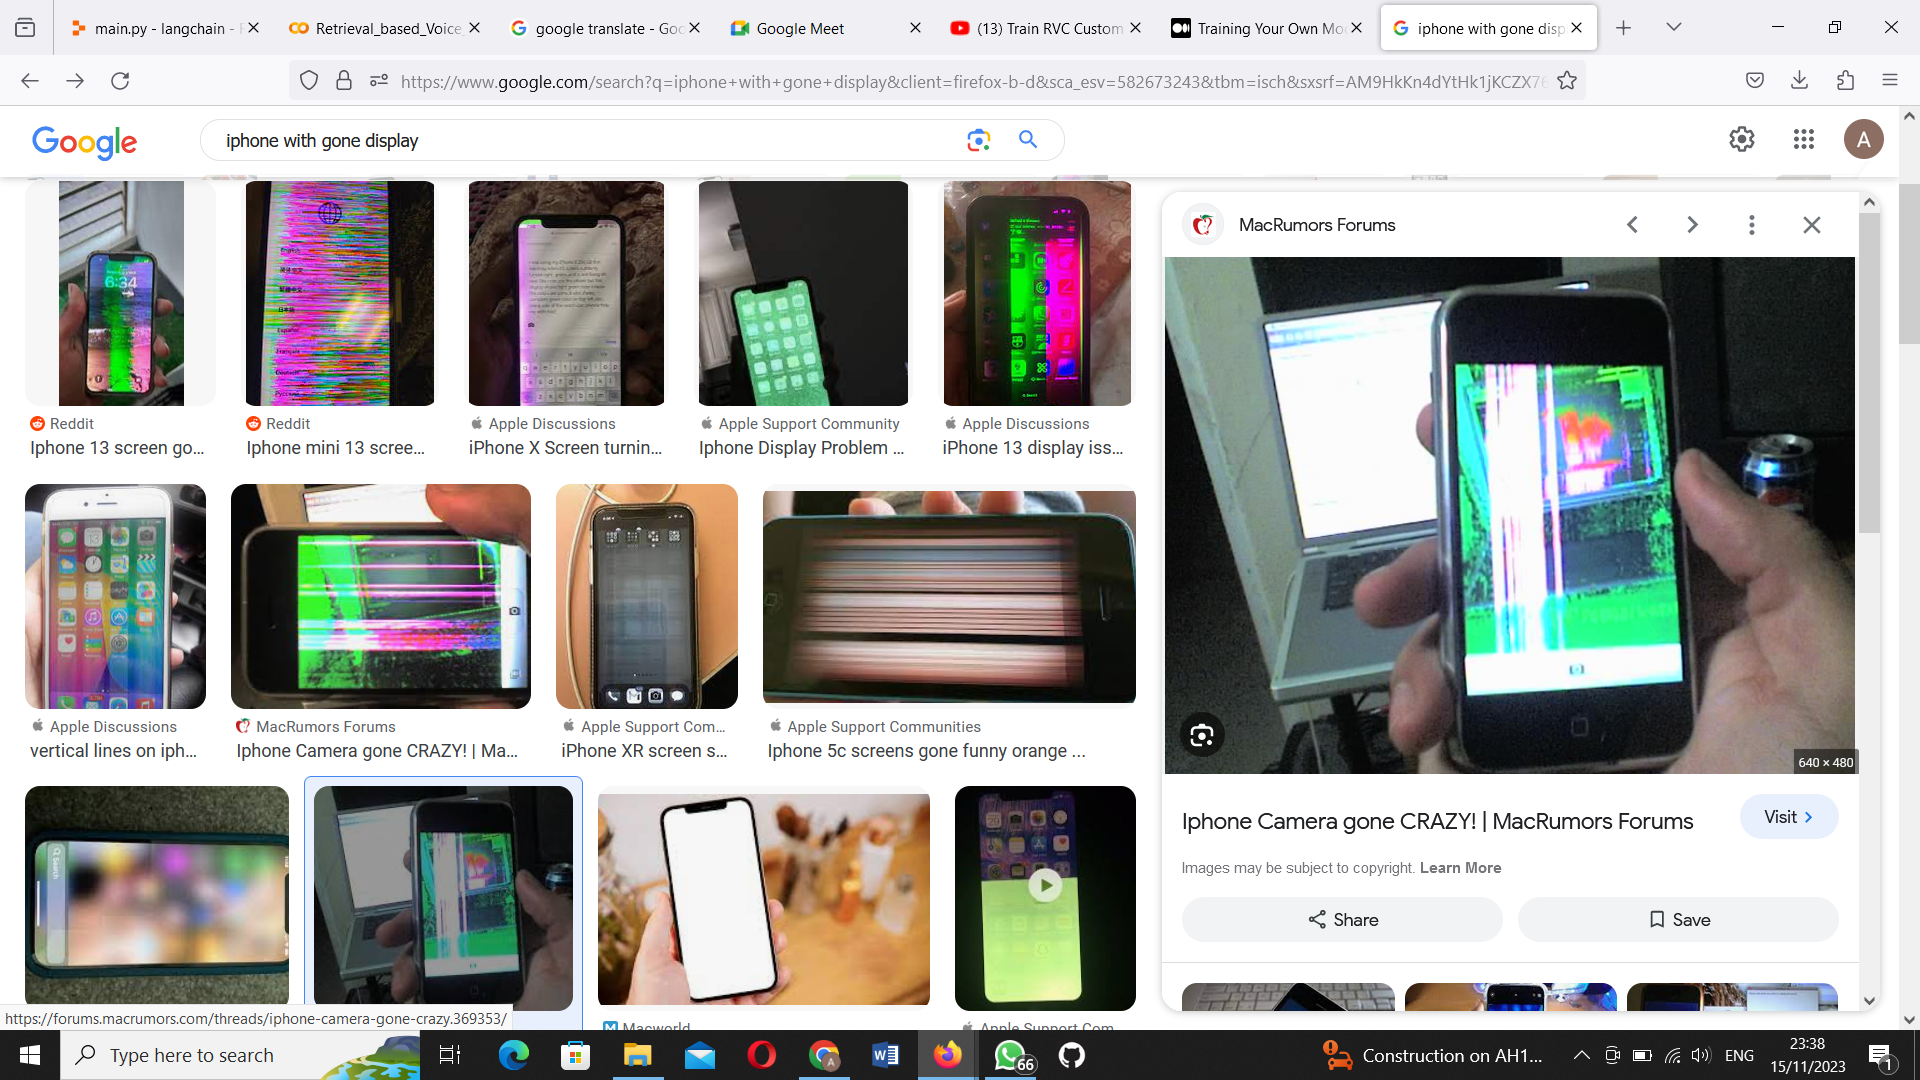 main.py - langchain -
Retrieval_based_Voice
google translate - Goo
Google Meet
(13) Train RVC Custom
Training Your Own Mo
iphone with gone disp
https://www.google.com/search?q=iphone+with+gone+display&client=firefox-b-d&sca_esv=582673243&tbm=isch&sxsrf=AM9HkKn4dYtHk1jKCZX76
Google
iphone with gone display
A
Reddit
Iphone 13 screen go...
Reddit
Iphone mini 13 scree...
Apple Discussions
iPhone X Screen turnin...
Apple Support Community
Iphone Display Problem ...
Apple Discussions
iPhone 13 display iss...
6:34
Apple Discussions
vertical lines on iph...
MacRumors Forums
Iphone Camera gone CRAZY! | Ma...
Apple Support Com...
iPhone XR screen s...
Apple Support Communities
Iphone 5c screens gone funny orange ...
Search
Macworld
Apple Support Com
MacRumors Forums
640 × 480
Iphone Camera gone CRAZY! | MacRumors Forums
Visit
Images may be subject to copyright. Learn More
Share
Save
https://forums.macrumors.com/threads/iphone-camera-gone-crazy.369353/
Type here to search
66
Construction on AH1...
ENG
23:38
15/11/2023
1